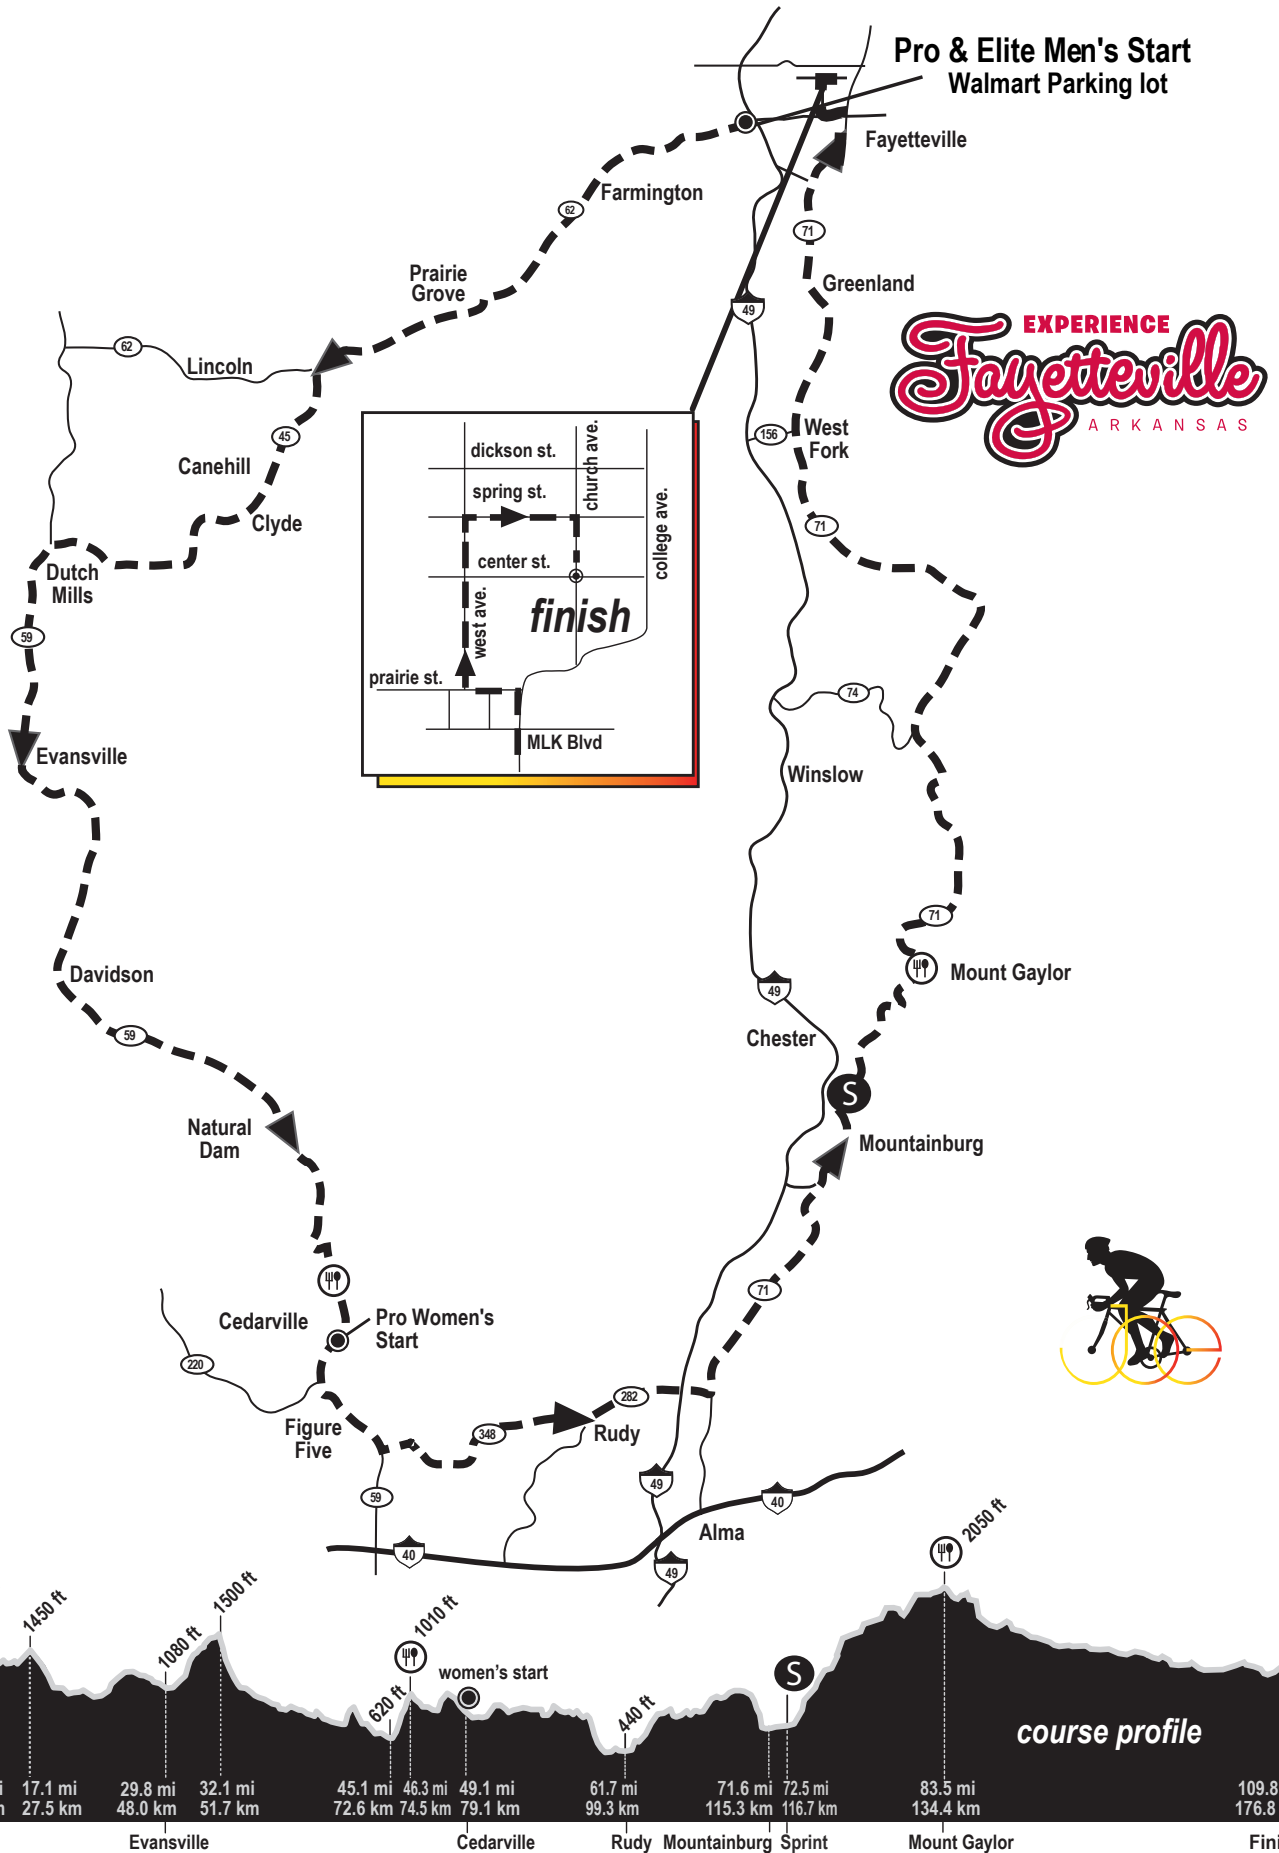 Pro & Elite Men's Start
Walmart Parking lot
Fayetteville
Farmington
62
71
Prairie
Grove
Greenland
49
EXPERIENCE
Fayetteville
ARKANSAS
62
Lincoln
45
Canehill
Clyde
156
West
Fork
71
dickson st.
church ave.
spring st.
college ave.
center st.
finish
west ave.
prairie st.
MLK Blvd
Dutch
Mills
59
Evansville
74
Winslow
71
Davidson
Mount Gaylor
49
59
Chester
S
Natural
Dam
Mountainburg
71
Cedarville
Pro Women's
Start
220
282
Figure
Five
348
Rudy
59
49
40
Alma
40
49
1450 ft
1080 ft
1500 ft
620 ft
1010 ft
women's start
440 ft
S
2050 ft
course profile
17.1 mi
27.5 km
29.8 mi
48.0 km
32.1 mi
51.7 km
45.1 mi
72.6 km
46.3 mi
74.5 km
49.1 mi
79.1 km
61.7 mi
99.3 km
71.6 mi
115.3 km
72.5 mi
116.7 km
83.5 mi
134.4 km
109.8
176.8
Evansville
Cedarville
Rudy
Mountainburg
Sprint
Mount Gaylor
Fini